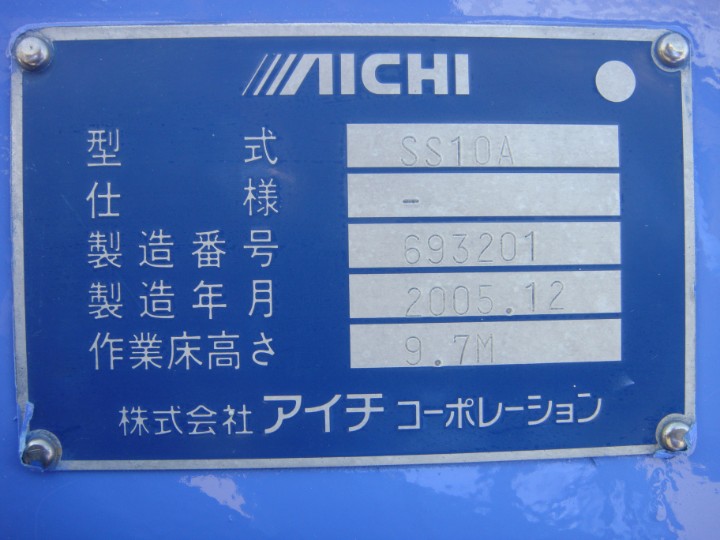 AICHI
型式 SS10A
仕様 -
製造番号 693201
製造年月 2005.12
作業床高さ 9.7M
株式会社 アイチ コーポレーション